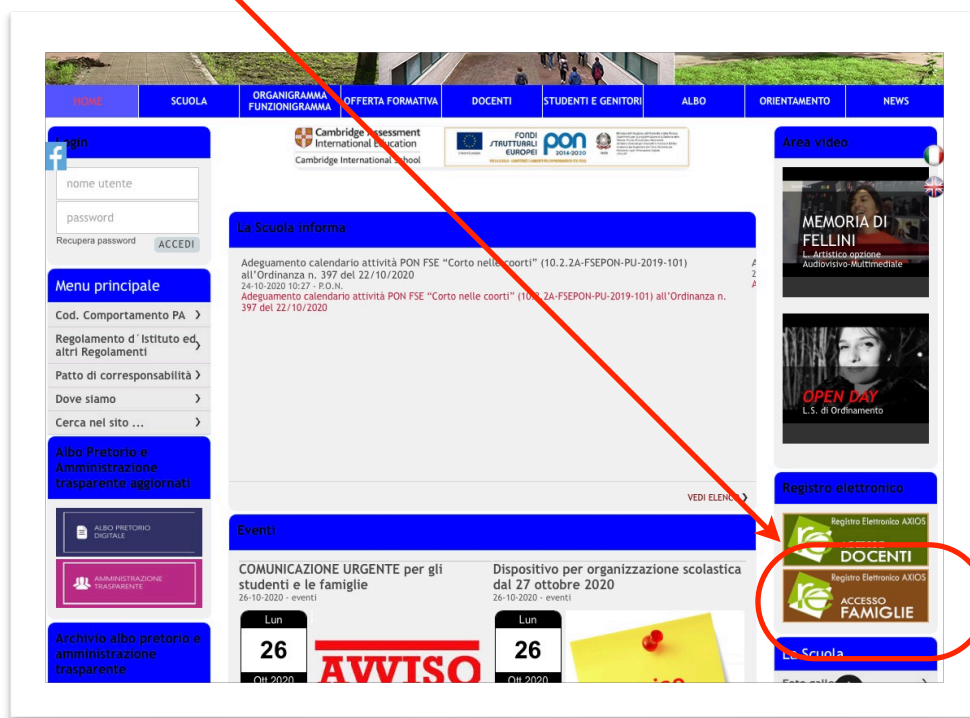 HOME
SCUOLA
ORGANIGRAMMA
FUNZIONIGRAMMA
OFFERTA FORMATIVA
DOCENTI
STUDENTI E GENITORI
ALBO
ORIENTAMENTO
NEWS
Login
nome utente
password
Recupera password
ACCEDI
Menu principale
Cod. Comportamento PA
Regolamento d´Istituto ed
altri Regolamenti
Patto di corresponsabilità
Dove siamo
Cerca nel sito ...
Albo Pretorio e
Amministrazione
trasparente aggiornati
ALBO PRETORIO
DIGITALE
AMMINISTRAZIONE
TRASPARENTE
Archivio albo pretorio e
amministrazione
trasparente
Cambridge Assessment
International Education
Cambridge International School
FONDI
STRUTTURALI
EUROPEI
pon
2014-2020
La Scuola informa
Adeguamento calendario attività PON FSE “Corto nelle coorti” (10.2.2A-FSEPON-PU-2019-101)
all’Ordinanza n. 397 del 22/10/2020
24-10-2020 10:27 - P.O.N.
Adeguamento calendario attività PON FSE “Corto nelle coorti” (10.2.2A-FSEPON-PU-2019-101) all’Ordinanza n.
397 del 22/10/2020
VEDI ELENCO
Eventi
COMUNICAZIONE URGENTE per gli
studenti e le famiglie
26-10-2020 - eventi
Lun
26
Ott 2020
AVVISO
Dispositivo per organizzazione scolastica
dal 27 ottobre 2020
26-10-2020 - eventi
Lun
26
Ott 2020
Area video
MEMORIA DI
FELLINI
L. Artistico opzione
Audiovisivo-Multimediale
OPEN DAY
L.S. di Ordinamento
Registro elettronico
Registro Elettronico AXIOS
re
ACCESSO
DOCENTI
Registro Elettronico AXIOS
re
ACCESSO
FAMIGLIE
La Scuola